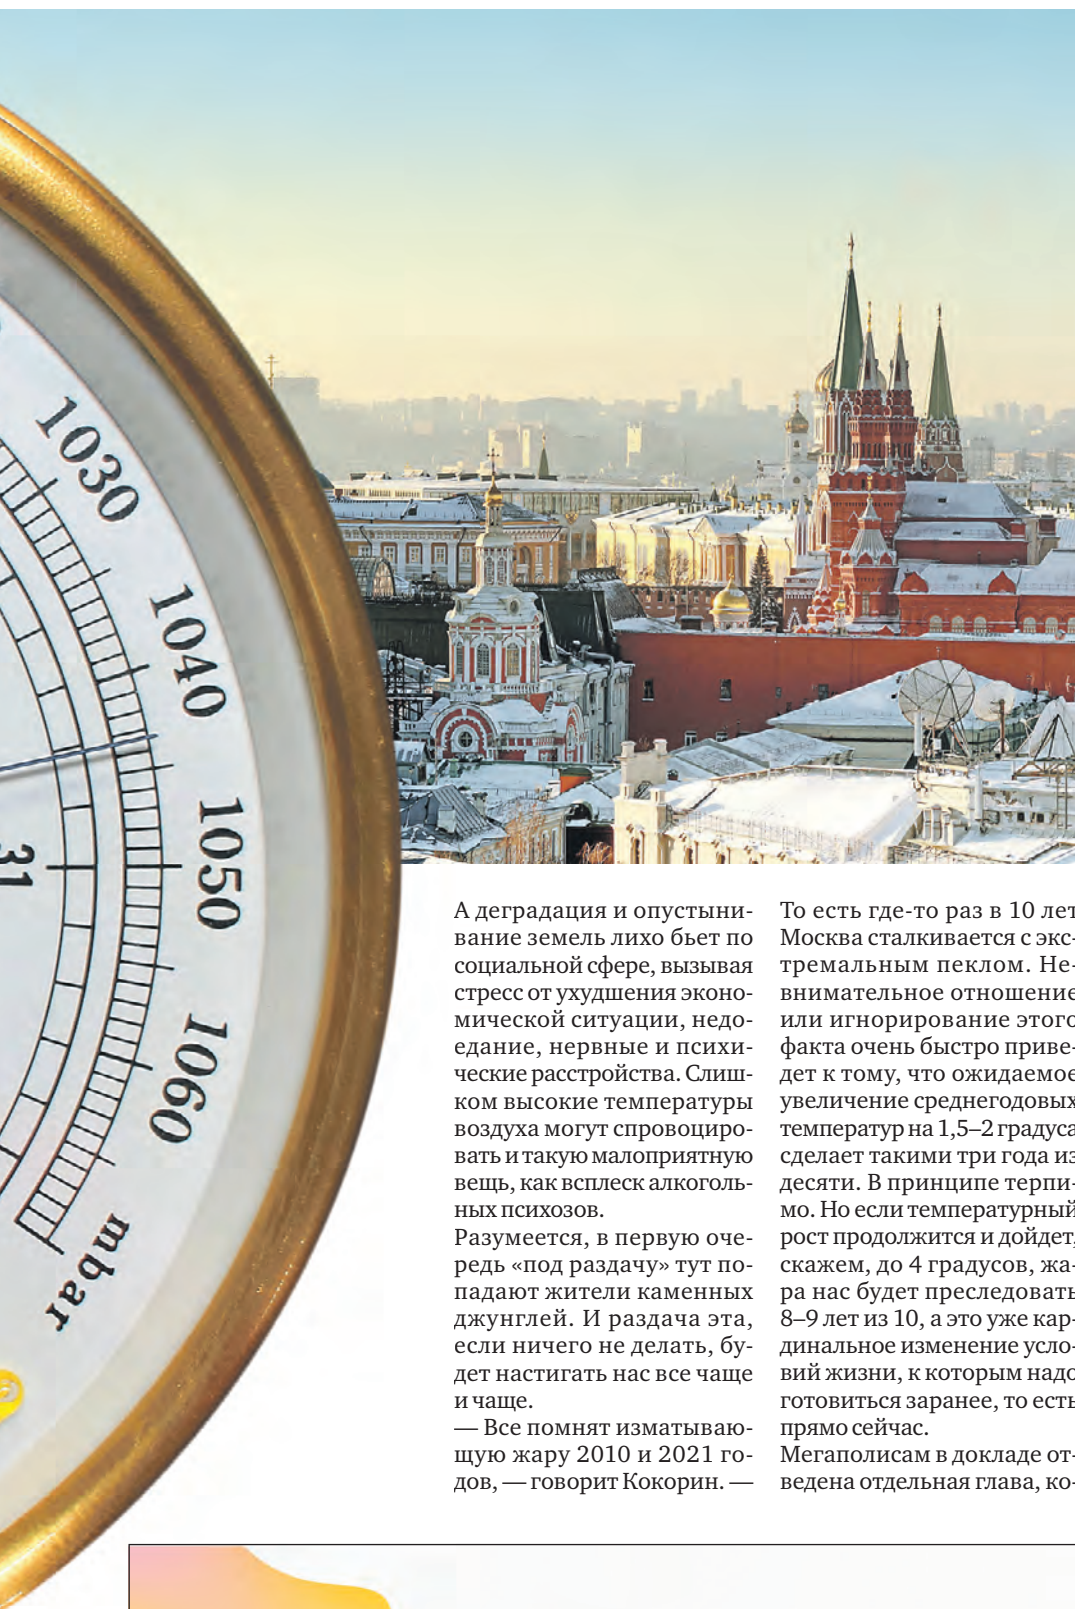 1030
1040
1050
31
1060
mbar
А деградация и опустыни-
вание земель лихо бьет по
социальной сфере, вызывая
стресс от ухудшения эконо-
мической ситуации, недо-
едание, нервные и психи-
ческие расстройства. Слиш-
ком высокие температуры
воздуха могут спровоциро-
вать и такую малоприятную
вещь, как всплеск алкоголь-
ных психозов.
Разумеется, в первую оче-
редь «под раздачу» тут по-
падают жители каменных
джунглей. И раздача эта,
если ничего не делать, бу-
дет настигать нас все чаще
и чаще.
— Все помнят изматываю-
щую жару 2010 и 2021 го-
дов, — говорит Кокорин. —
То есть где-то раз в 10 лет
Москва сталкивается с экс-
тремальным пеклом. Не-
внимательное отношение
или игнорирование этого
факта очень быстро приве-
дет к тому, что ожидаемое
увеличение среднегодовых
температур на 1,5–2 градуса
сделает такими три года из
десяти. В принципе терпи-
мо. Но если температурный
рост продолжится и дойдет,
скажем, до 4 градусов, жа-
ра нас будет преследовать
8–9 лет из 10, а это уже кар-
динальное изменение усло-
вий жизни, к которым надо
готовиться заранее, то есть
прямо сейчас.
Мегаполисам в докладе от-
ведена отдельная глава, ко-